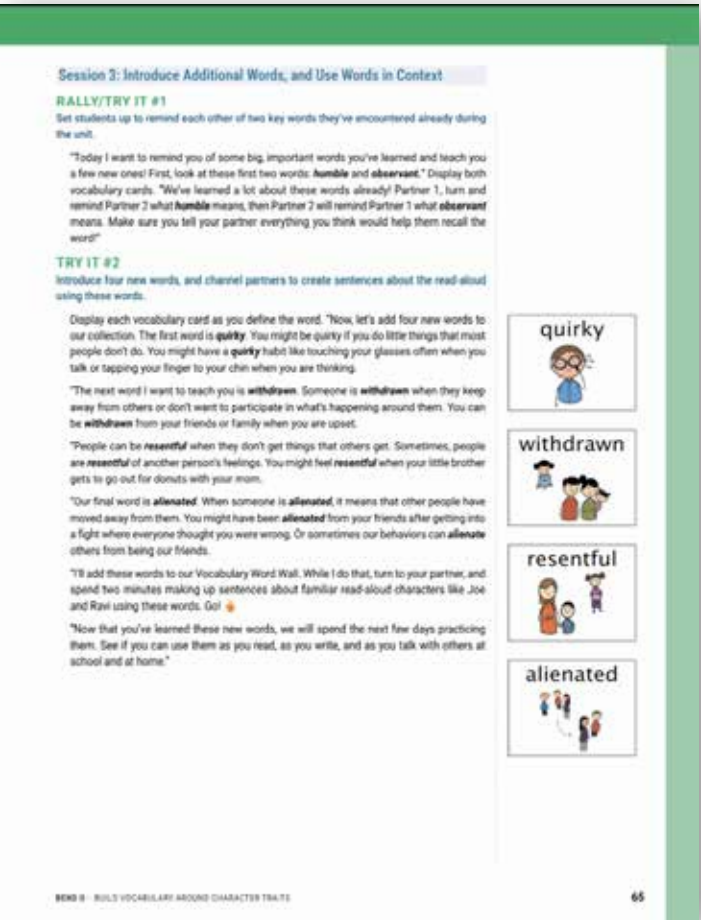 Session 3: Introduce Additional Words, and Use Words in Context
RALLY/TRY IT #1
Set students up to remind each other of two key words they've encountered already during
the unit.
"Today I want to remind you of some big, important words you've learned and teach you
a few new ones! First, look at these first two words: humble and observant." Display both
vocabulary cards. "We've learned a lot about these words already! Partner 1, turn and
remind Partner 2 what humble means, then Partner 2 will remind Partner 1 what observant
means. Make sure you tell your partner everything you think would help them recall the
word!"
TRY IT #2
Introduce four new words, and channel partners to create sentences about the read-aloud
using these words.
Display each vocabulary card as you define the word. "Now, let's add four new words to
our collection. The first word is quirky. You might be quirky if you do little things that most
people don't do. You might have a quirky habit like touching your glasses often when you
talk or tapping your finger to your chin when you are thinking.
"The next word I want to teach you is withdrawn. Someone is withdrawn when they keep
away from others or don't want to participate in what's happening around them. You can
be withdrawn from your friends or family when you are upset.
"People can be resentful when they don't get things that others get. Sometimes, people
are resentful of another person's feelings. You might feel resentful when your little brother
gets to go out for donuts with your mom.
"Our final word is alienated. When someone is alienated, it means that other people have
moved away from them. You might have been alienated from your friends after getting into
a fight where everyone thought you were wrong. Or sometimes our behaviors can alienate
others from being our friends.
"I'll add these words to our Vocabulary Word Wall. While I do that, turn to your partner, and
spend two minutes making up sentences about familiar read-aloud characters like Joe
and Ravi using these words. Go!
"Now that you've learned these new words, we will spend the next few days practicing
them. See if you can use them as you read, as you write, and as you talk with others at
school and at home."
quirky
withdrawn
resentful
alienated
BEND II BUILD VOCABULARY AROUND CHARACTER TRAITS
65